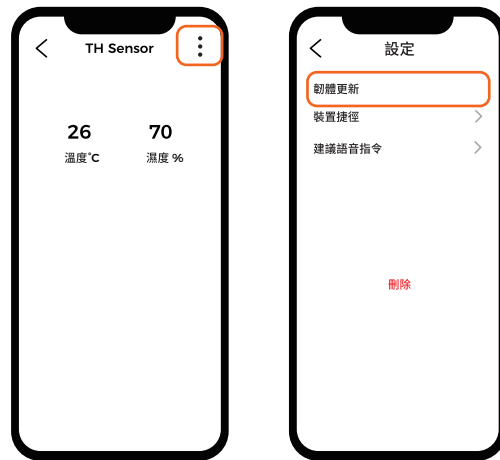 TH Sensor
26 70
溫度°C 濕度 %
設定
韌體更新
裝置捷徑
建議語音指令
刪除